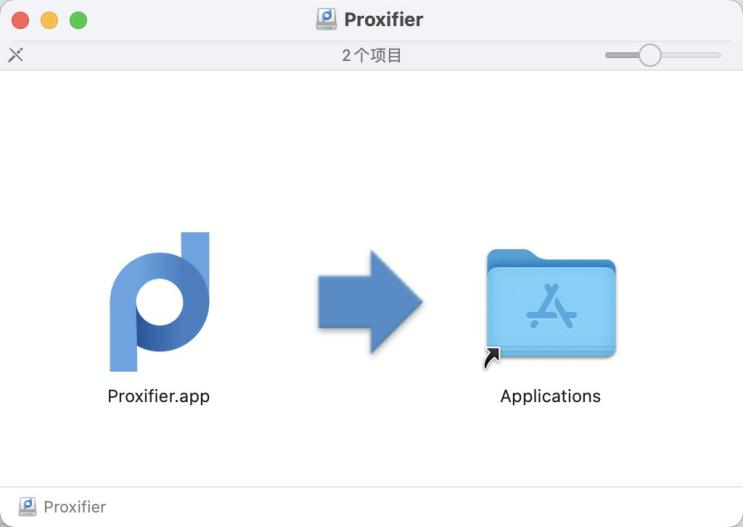 Proxifier
2个项目
Proxifier.app
Applications
Proxifier